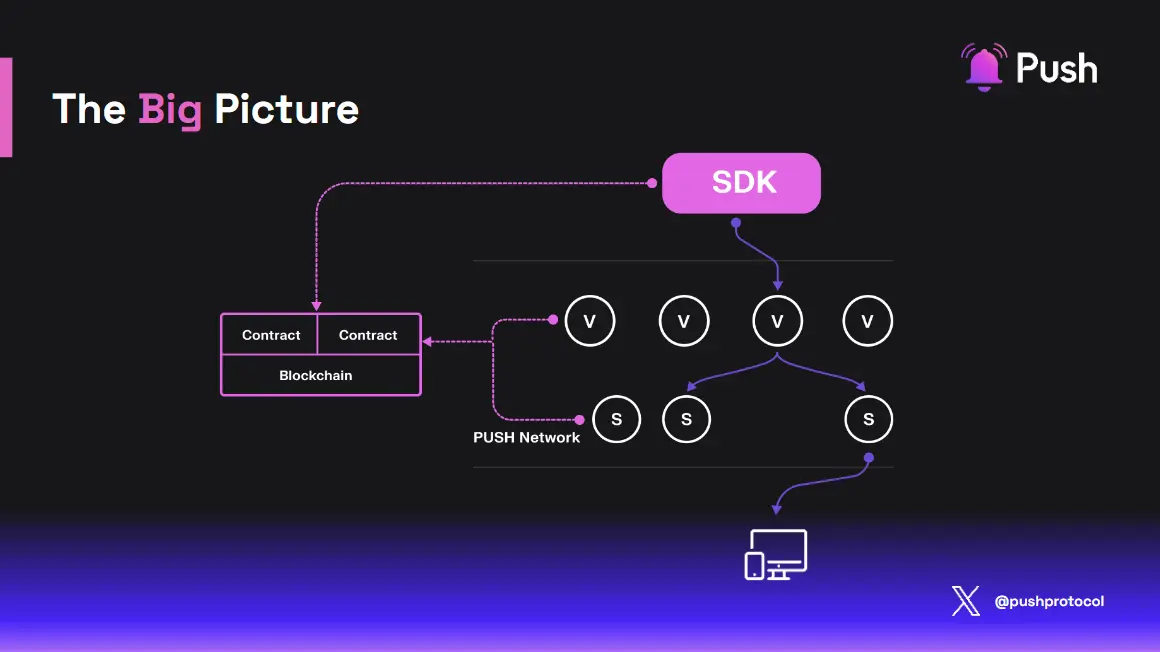 Push
The Big Picture
SDK
Contract Contract
Blockchain
V V V V
S S S
PUSH Network
@pushprotocol